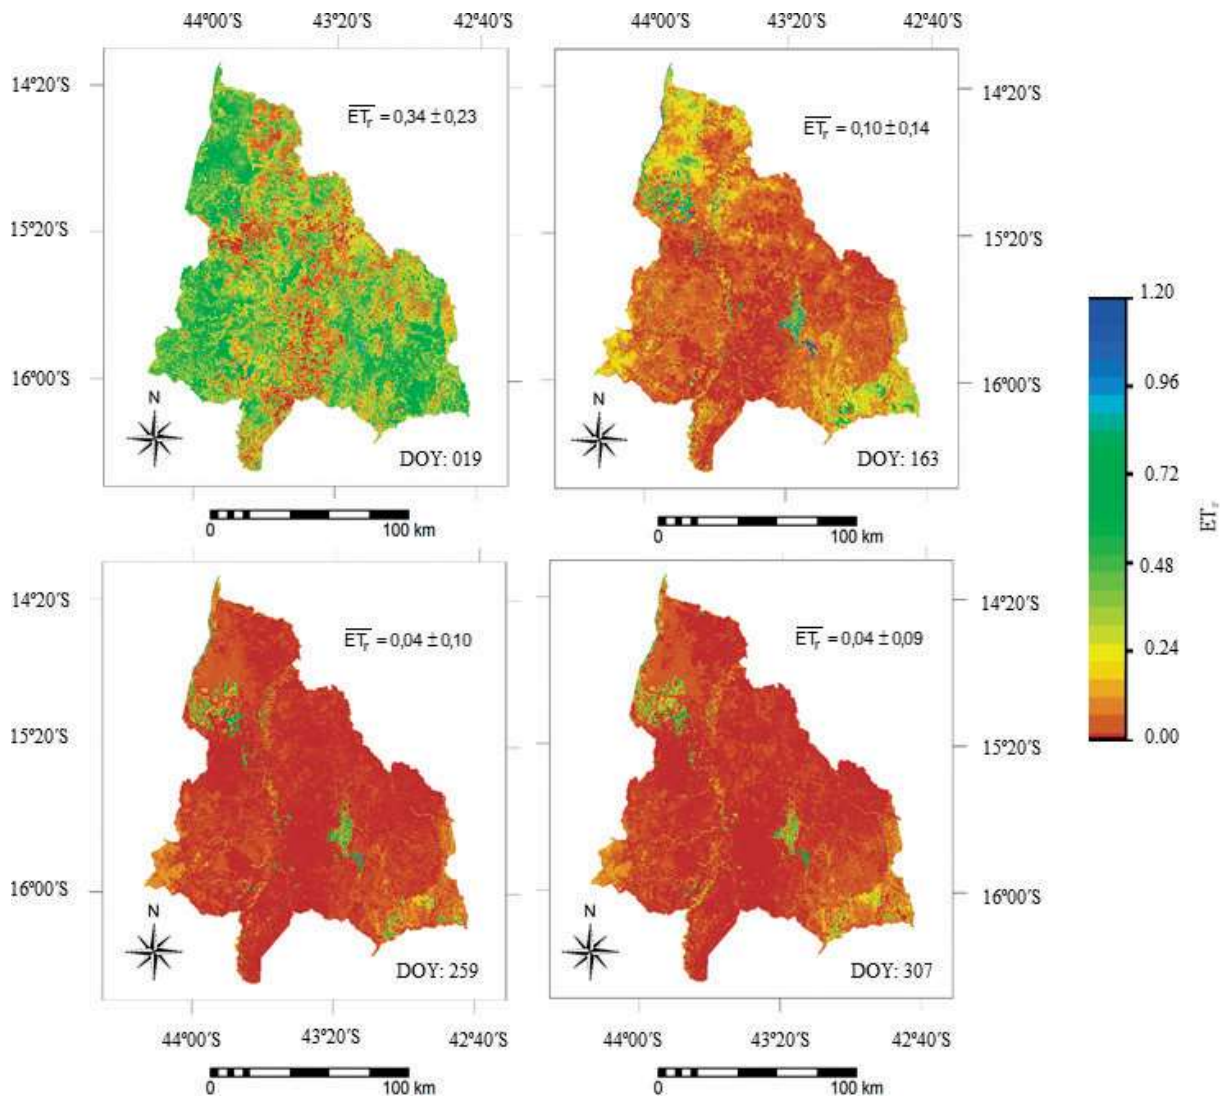 44°00′S 43°20′S 42°40′S 44°00′S 43°20′S 42°40′S
14°20′S
ETr = 0,34 ± 0,23
15°20′S
16°00′S
N
DOY: 019
0 100 km
14°20′S
ETr = 0,10 ± 0,14
15°20′S
16°00′S
N
DOY: 163
0 100 km
1.20
0.96
0.72
0.48
0.24
0.00
ETr
14°20′S
ETr = 0,04 ± 0,10
15°20′S
16°00′S
N
DOY: 259
44°00′S 43°20′S 42°40′S
0 100 km
14°20′S
ETr = 0,04 ± 0,09
15°20′S
16°00′S
N
DOY: 307
44°00′S 43°20′S 42°40′S
0 100 km